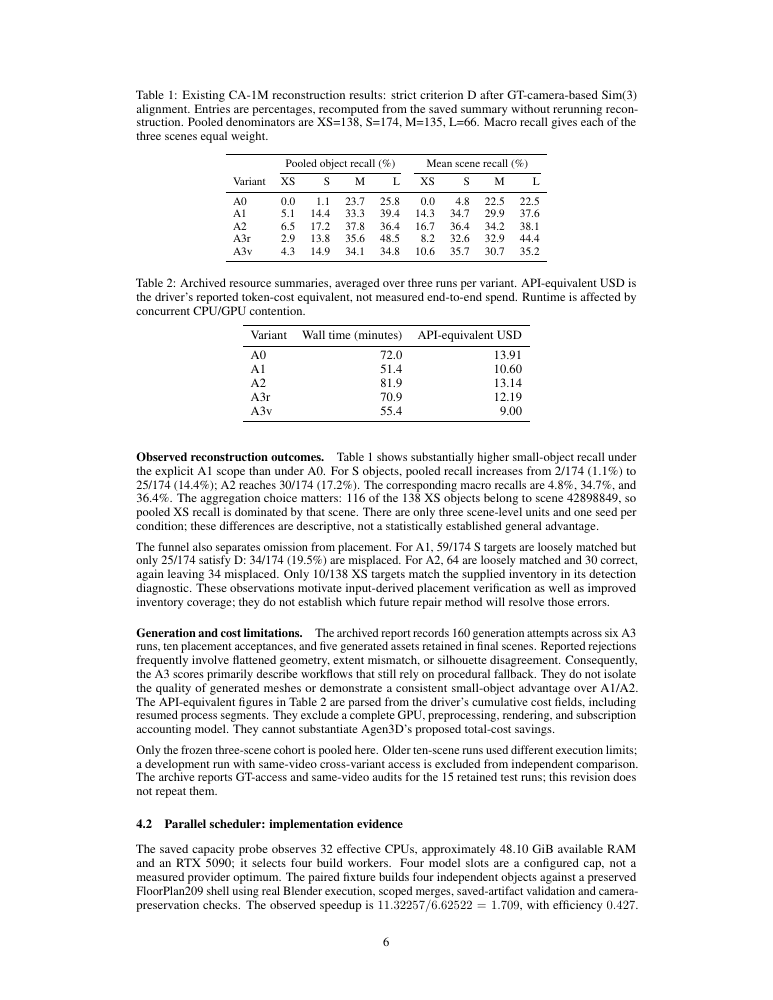 Table 1: Existing CA-1M reconstruction results: strict criterion D after GT-camera-based Sim(3)
alignment. Entries are percentages, recomputed from the saved summary without rerunning recon-
struction. Pooled denominators are XS=138, S=174, M=135, L=66. Macro recall gives each of the
three scenes equal weight.
Pooled object recall (%) Mean scene recall (%)
Variant XS S M L XS S M L
A0 0.0 1.1 23.7 25.8 0.0 4.8 22.5 22.5
A1 5.1 14.4 33.3 39.4 14.3 34.7 29.9 37.6
A2 6.5 17.2 37.8 36.4 16.7 36.4 34.2 38.1
A3r 2.9 13.8 35.6 48.5 8.2 32.6 32.9 44.4
A3v 4.3 14.9 34.1 34.8 10.6 35.7 30.7 35.2
Table 2: Archived resource summaries, averaged over three runs per variant. API-equivalent USD is
the driver's reported token-cost equivalent, not measured end-to-end spend. Runtime is affected by
concurrent CPU/GPU contention.
Variant Wall time (minutes) API-equivalent USD
A0 72.0 13.91
A1 51.4 10.60
A2 81.9 13.14
A3r 70.9 12.19
A3v 55.4 9.00
Observed reconstruction outcomes. Table 1 shows substantially higher small-object recall under
the explicit A1 scope than under A0. For S objects, pooled recall increases from 2/174 (1.1%) to
25/174 (14.4%); A2 reaches 30/174 (17.2%). The corresponding macro recalls are 4.8%, 34.7%, and
36.4%. The aggregation choice matters: 116 of the 138 XS objects belong to scene 42898849, so
pooled XS recall is dominated by that scene. There are only three scene-level units and one seed per
condition; these differences are descriptive, not a statistically established general advantage.
The funnel also separates omission from placement. For A1, 59/174 S targets are loosely matched but
only 25/174 satisfy D: 34/174 (19.5%) are misplaced. For A2, 64 are loosely matched and 30 correct,
again leaving 34 misplaced. Only 10/138 XS targets match the supplied inventory in its detection
diagnostic. These observations motivate input-derived placement verification as well as improved
inventory coverage; they do not establish which future repair method will resolve those errors.
Generation and cost limitations. The archived report records 160 generation attempts across six A3
runs, ten placement acceptances, and five generated assets retained in final scenes. Reported rejections
frequently involve flattened geometry, extent mismatch, or silhouette disagreement. Consequently,
the A3 scores primarily describe workflows that still rely on procedural fallback. They do not isolate
the quality of generated meshes or demonstrate a consistent small-object advantage over A1/A2.
The API-equivalent figures in Table 2 are parsed from the driver's cumulative cost fields, including
resumed process segments. They exclude a complete GPU, preprocessing, rendering, and subscription
accounting model. They cannot substantiate Agen3D's proposed total-cost savings.
Only the frozen three-scene cohort is pooled here. Older ten-scene runs used different execution limits;
a development run with same-video cross-variant access is excluded from independent comparison.
The archive reports GT-access and same-video audits for the 15 retained test runs; this revision does
not repeat them.
4.2 Parallel scheduler: implementation evidence
The saved capacity probe observes 32 effective CPUs, approximately 48.10 GiB available RAM
and an RTX 5090; it selects four build workers. Four model slots are a configured cap, not a
measured provider optimum. The paired fixture builds four independent objects against a preserved
FloorPlan209 shell using real Blender execution, scoped merges, saved-artifact validation and camera-
preservation checks. The observed speedup is 11.32257/6.62522 = 1.709, with efficiency 0.427.
6